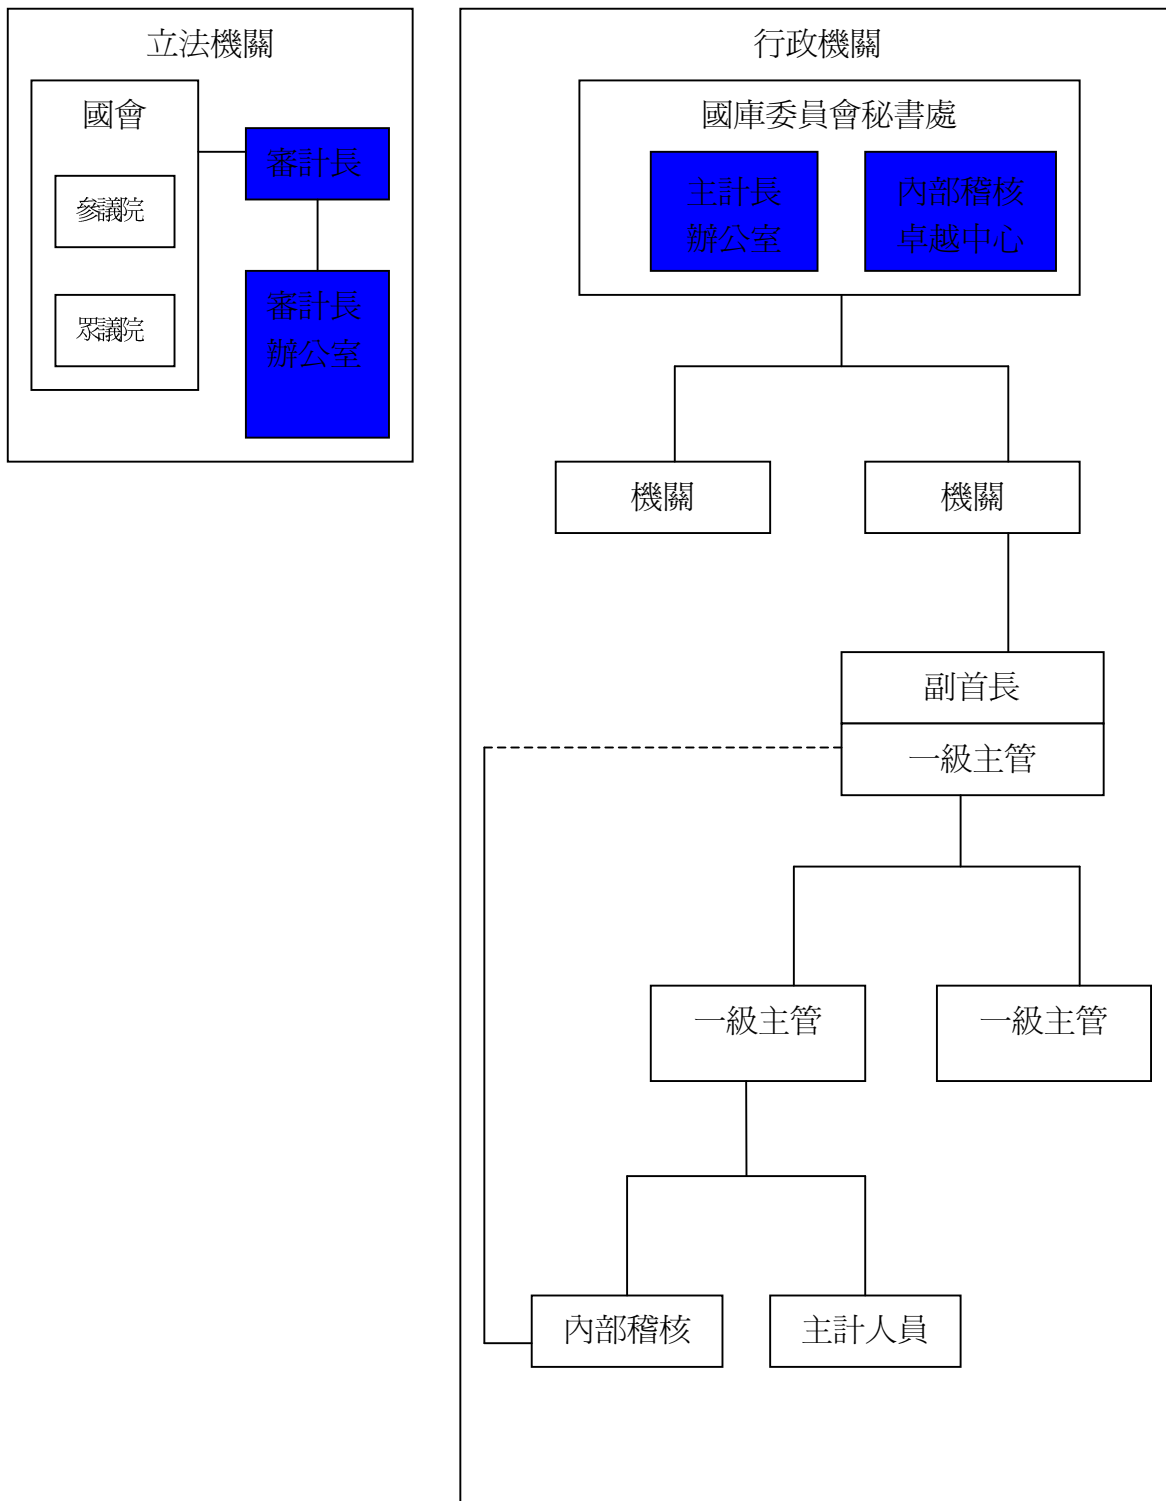 立法機關
國會
參議院
眾議院
審計長
審計長
辦公室
行政機關
國庫委員會秘書處
主計長
辦公室
內部稽核
卓越中心
機關
機關
副首長
一級主管
一級主管
一級主管
內部稽核
主計人員